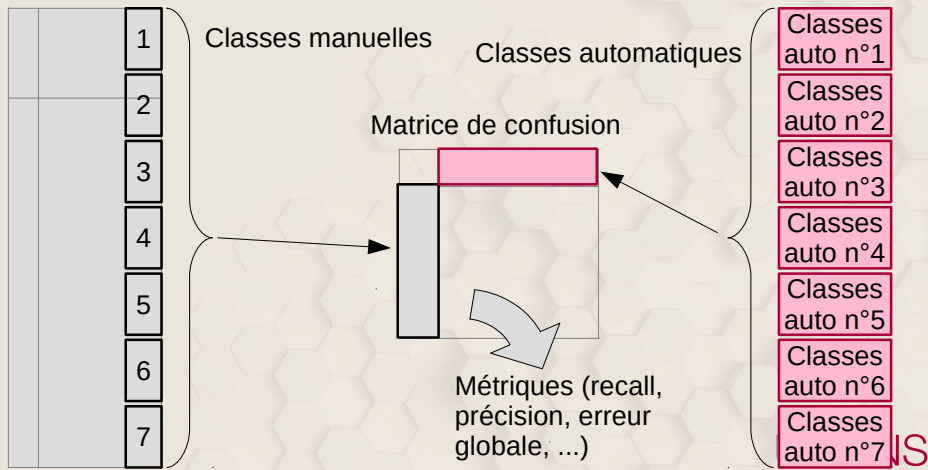 1
2
3
4
5
6
7
Classes manuelles
Classes automatiques
Matrice de confusion
Métriques (recall,
précision, erreur
globale, ...)
Classes
auto n°1
Classes
auto n°2
Classes
auto n°3
Classes
auto n°4
Classes
auto n°5
Classes
auto n°6
Classes
auto n°7